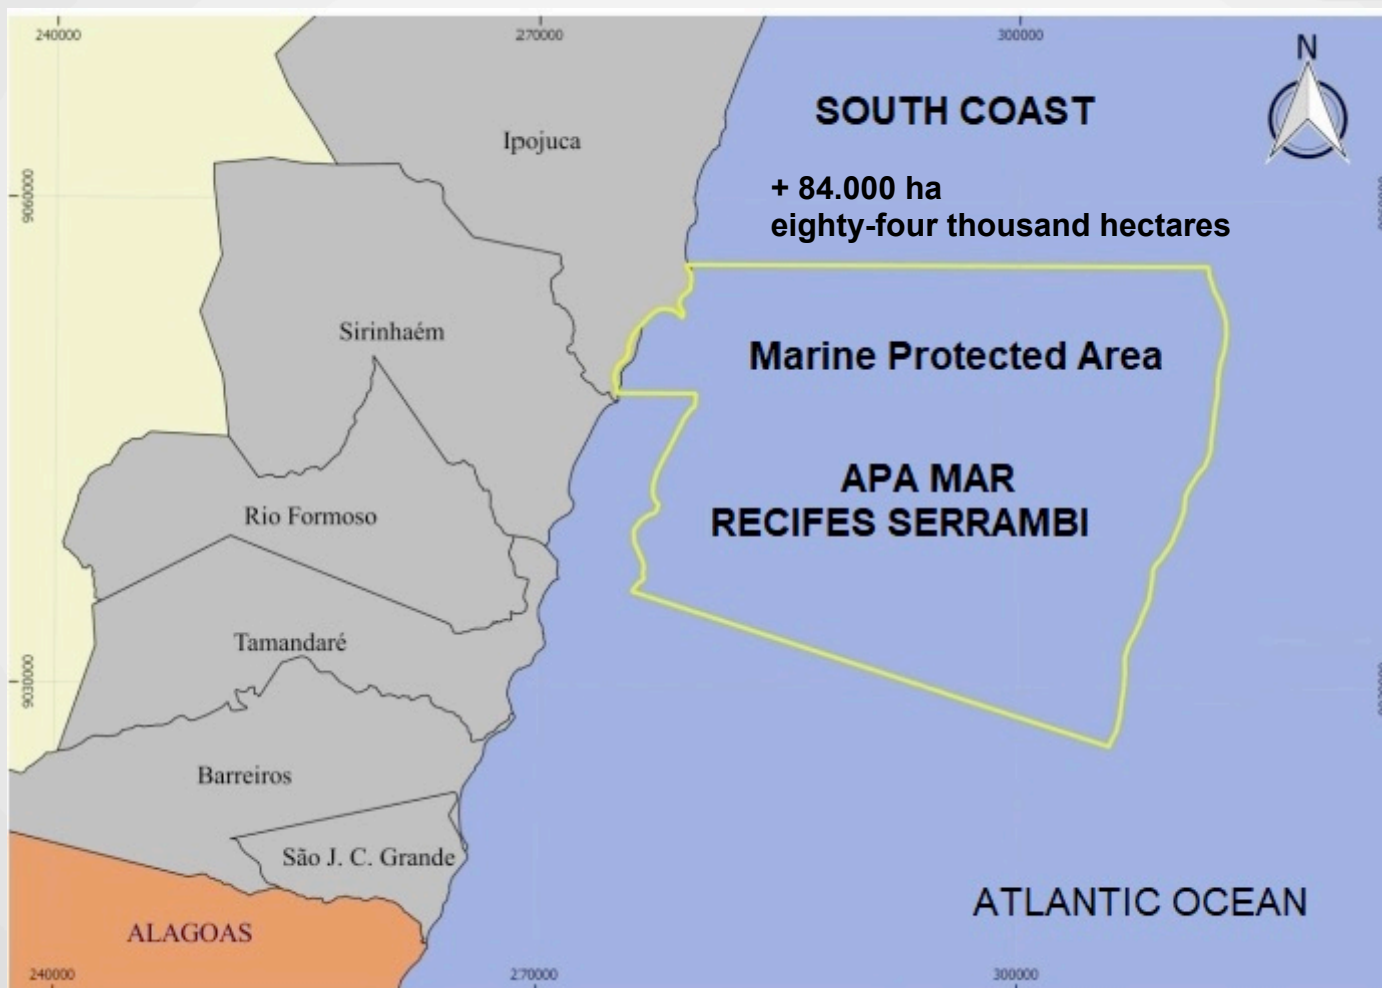 240000
270000
300000
N
SOUTH COAST
Ipojuca
+ 84.000 ha
eighty-four thousand hectares
9060000
Sirinhaém
Marine Protected Area
APA MAR
RECIFES SERRAMBI
Rio Formoso
Tamandaré
9030000
Barreiros
São J. C. Grande
ATLANTIC OCEAN
ALAGOAS
240000
270000
300000